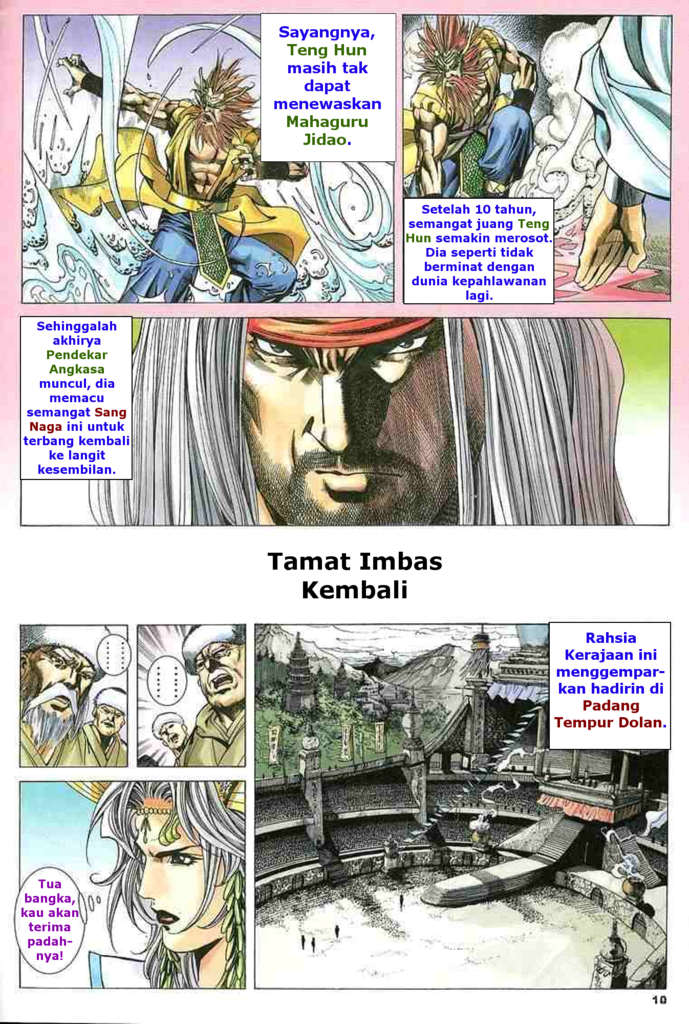 Sayangnya,
Teng Hun
masih tak
dapat
menewaskan
Mahaguru
Jidao.
Setelah 10 tahun,
semangat juang Teng
Hun semakin merosot.
Dia seperti tidak
berminat dengan
dunia kepahlawanan
lagi.
Sehinggalah
akhirya
Pendekar
Angkasa
muncul, dia
memacu
semangat Sang
Naga ini untuk
terbang kembali
ke langit
kesembilan.
Tamat Imbas
Kembali
Rahsia
Kerajaan ini
menggempar-
kan hadirin di
Padang
Tempur Dolan.
Tua
bangka,
kau akan
terima
padah-
nya!